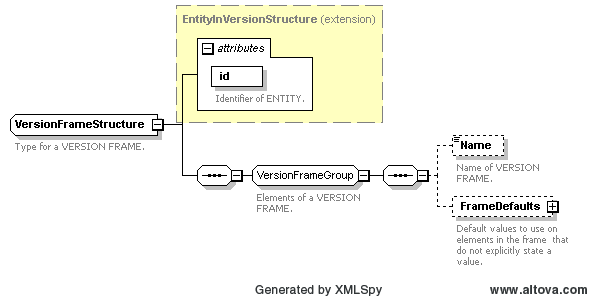 EntityInVersionStructure (extension)
attributes
id
Identifier of ENTITY.
VersionFrameStructure
Type for a VERSION FRAME.
VersionFrameGroup
Elements of a VERSION
FRAME.
Name
Name of VERSION
FRAME.
FrameDefaults
Default values to use on
elements in the frame that
do not explicitly state a
value.
Generated by XMLSpy
www.altova.com